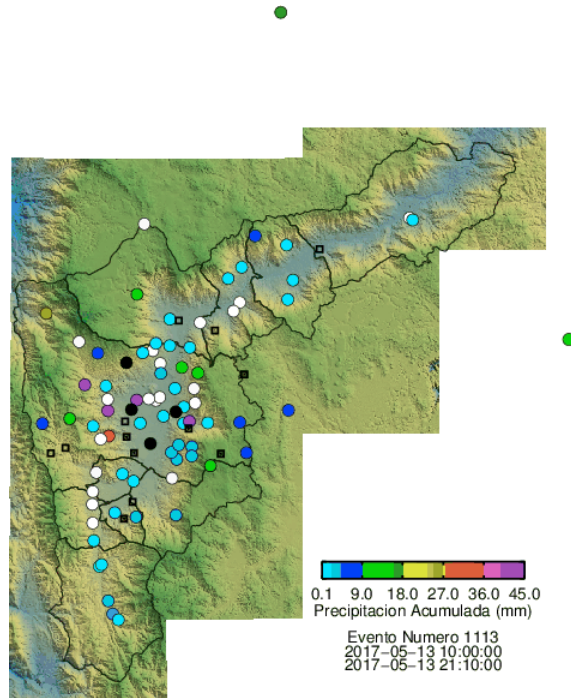 0.1 9.0 18.0 27.0 36.0 45.0
Precipitacion Acumulada (mm)
Evento Numero 1113
2017−05−13 10:00:00
2017−05−13 21:10:00